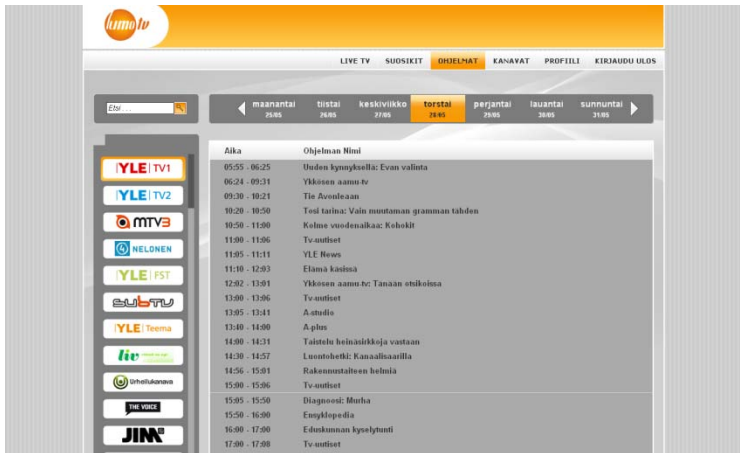 lumo tv
LIVE TV SUOSIKIT OHJELMAT KANAVAT PROFIILI KIRJAUDU ULOS
Etsi ...
maanantai tiistai keskiviikko torstai perjantai lauantai sunnuntai
25/05 26/05 27/05 28/05 29/05 30/05 31/05
Aika Ohjelman Nimi
YLE TV1
YLE TV2
MTV3
4 NELONEN
YLE FST
SUBTV
YLE Teema
liv
Urheilukanava
THE VOICE
JIM
05:55 - 06:25 Uuden kynnyksellä: Evan valinta
06:24 - 09:31 Ykkösen aamu-tv
09:30 - 10:21 Tie Avonleaan
10:20 - 10:50 Tosi tarina: Vain muutaman gramman tähden
10:50 - 11:00 Kolme vuodenaikaa: Kohokit
11:00 - 11:06 Tv-uutiset
11:05 - 11:11 YLE News
11:10 - 12:03 Elämä käsissä
12:02 - 13:01 Ykkösen aamu-tv: Tänään otsikoissa
13:00 - 13:06 Tv-uutiset
13:05 - 13:41 A-studio
13:40 - 14:00 A-plus
14:00 - 14:31 Taistelu heinäsirkkoja vastaan
14:30 - 14:57 Luontohetki: Kanaalisaarilla
14:56 - 15:01 Rakennustaiteen helmiä
15:00 - 15:06 Tv-uutiset
15:05 - 15:50 Diagnoosi: Murha
15:50 - 16:00 Ensyklopedia
16:00 - 17:00 Eduskunnan kyselytunti
17:00 - 17:08 Tv-uutiset